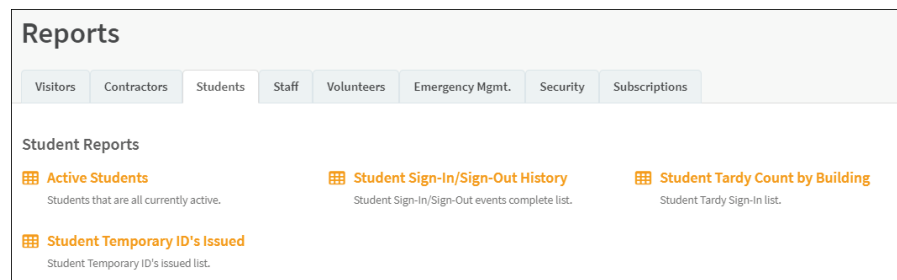 Reports
Visitors Contractors Students Staff Volunteers Emergency Mgmt. Security Subscriptions
Student Reports
Active Students Student Sign-In/Sign-Out History Student Tardy Count by Building
Students that are all currently active. Student Sign-In/Sign-Out events complete list. Student Tardy Sign-In list.
Student Temporary ID's Issued
Student Temporary ID's issued list.